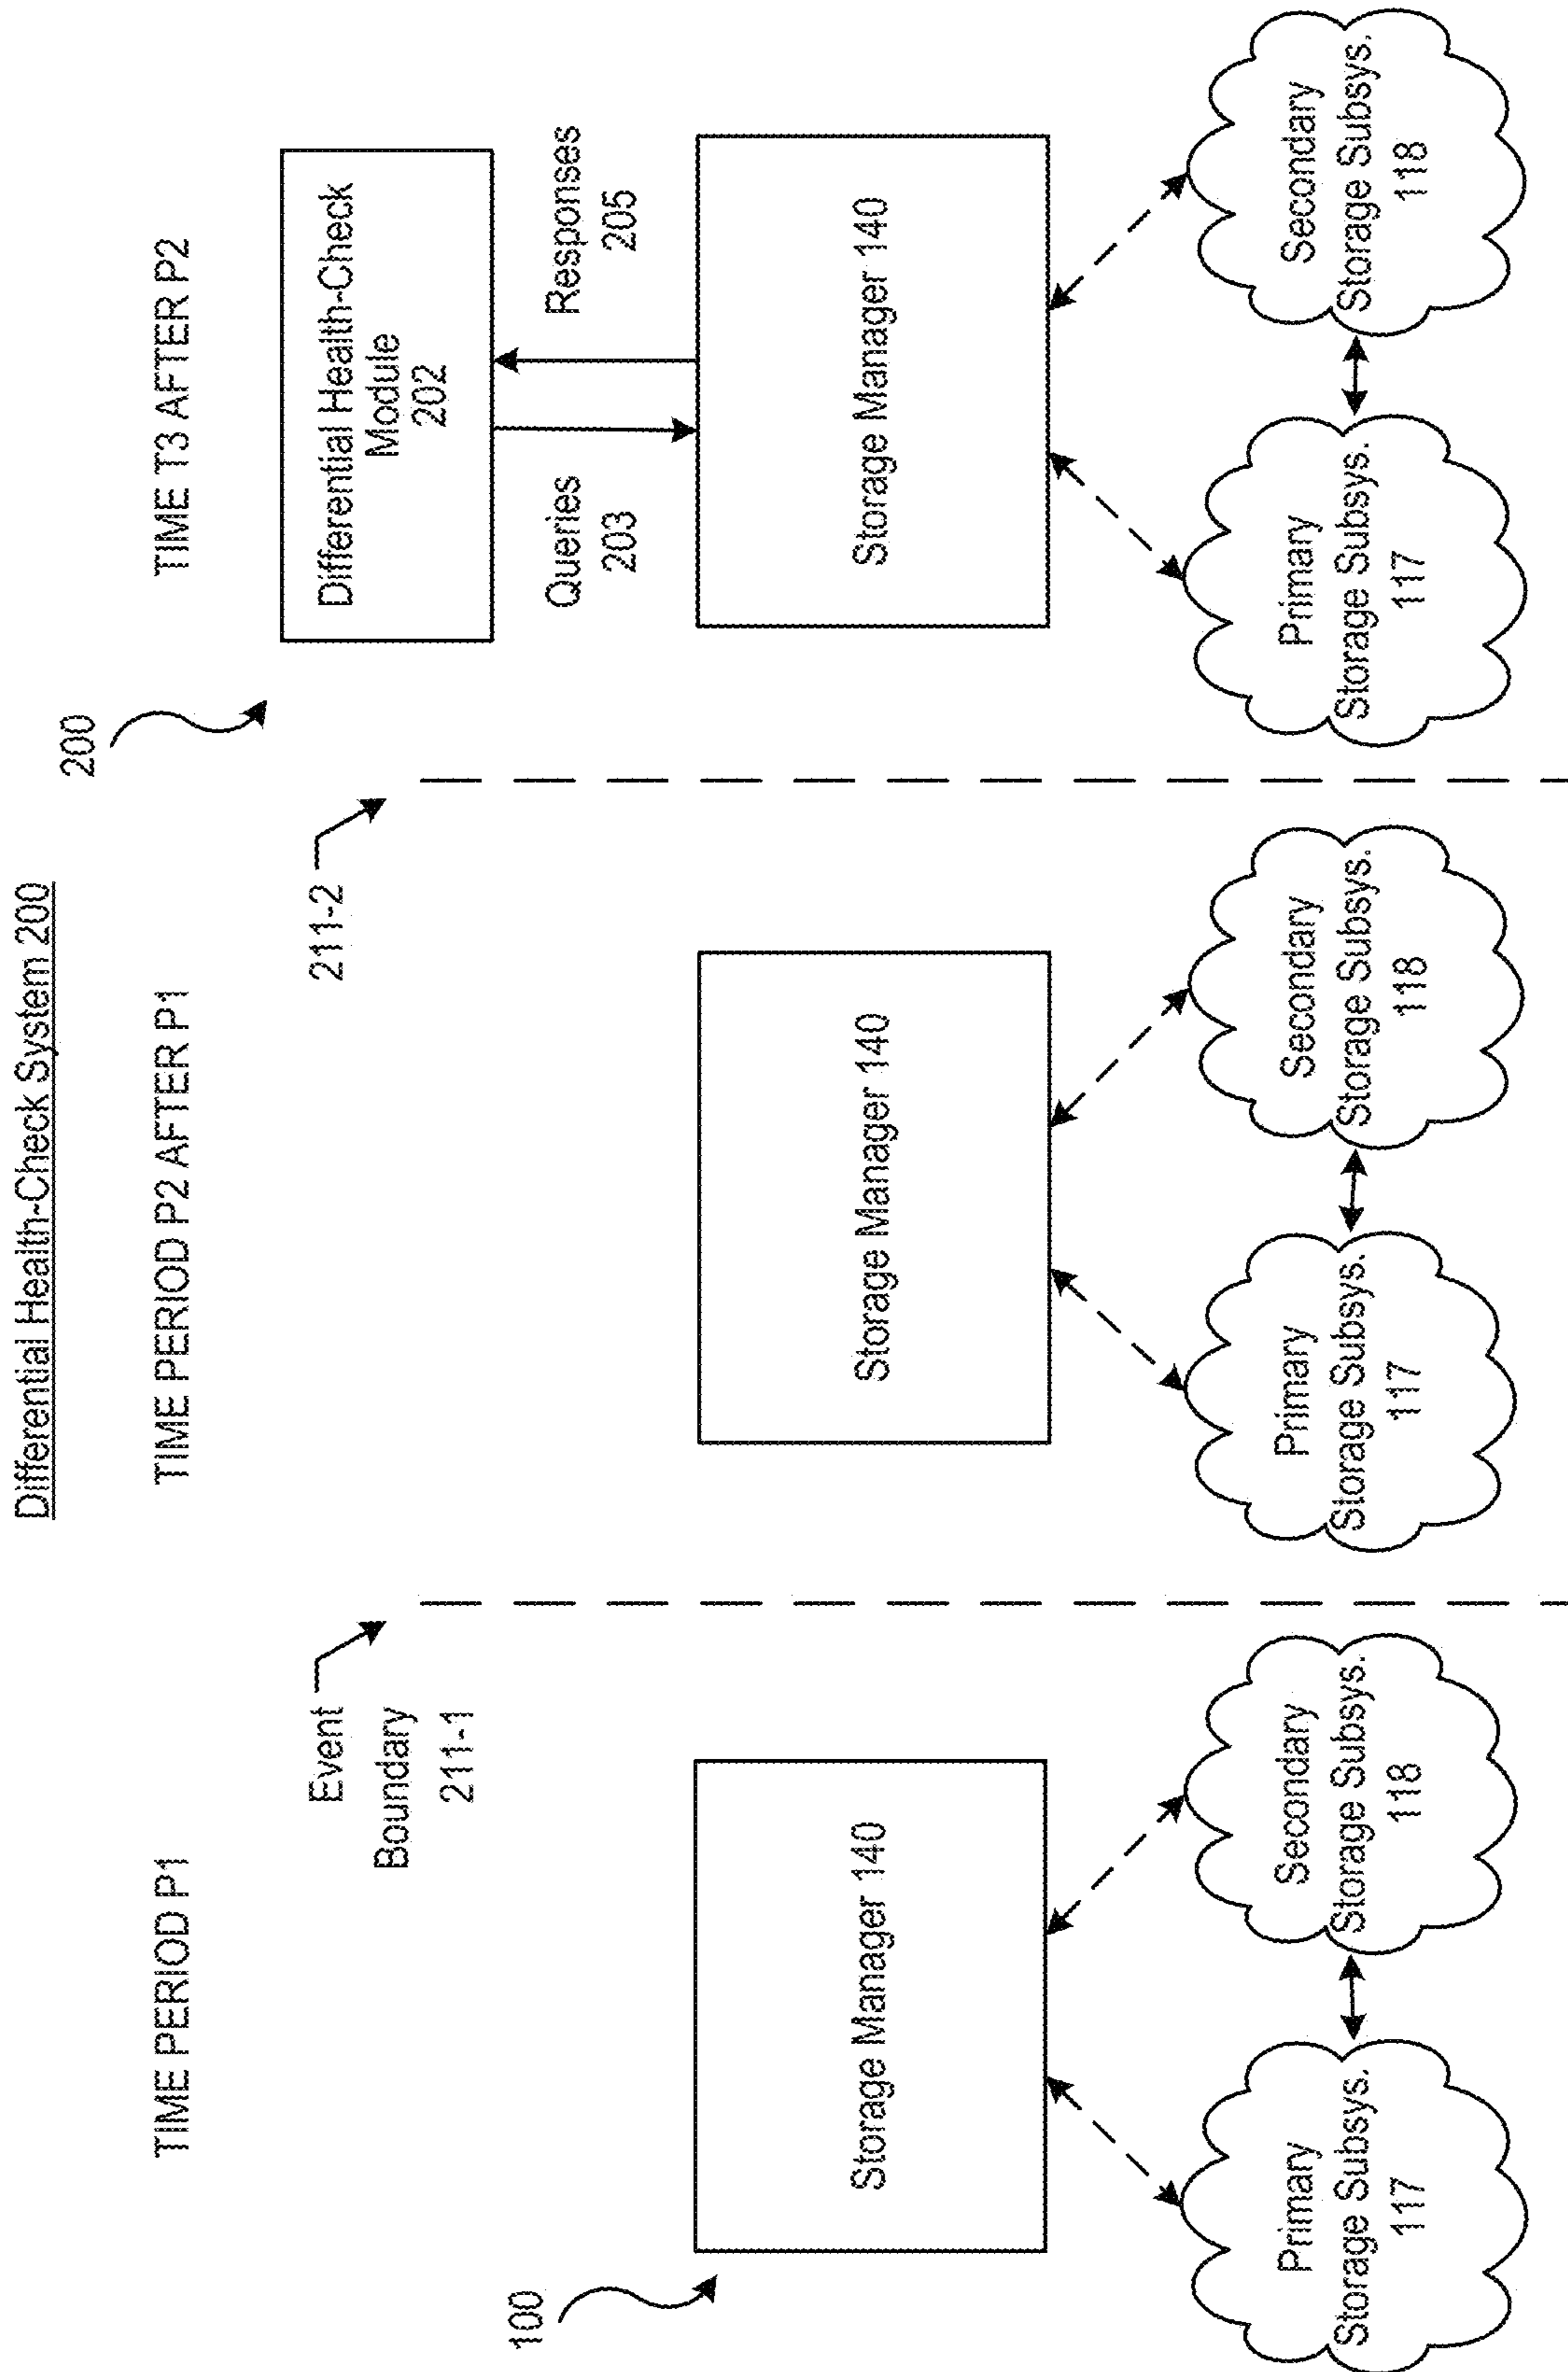 Differential Health-Check System 200
TIME PERIOD P1
100
Storage Manager 140
Primary
Storage Subsys.
117
Secondary
Storage Subsys.
118
Event
Boundary
211-1
TIME PERIOD P2 AFTER P1
Storage Manager 140
Primary
Storage Subsys.
117
Secondary
Storage Subsys.
118
211-2
200
TIME T3 AFTER P2
Differential Health-Check
Module
202
Queries
203
Responses
205
Storage Manager 140
Primary
Storage Subsys.
117
Secondary
Storage Subsys.
118